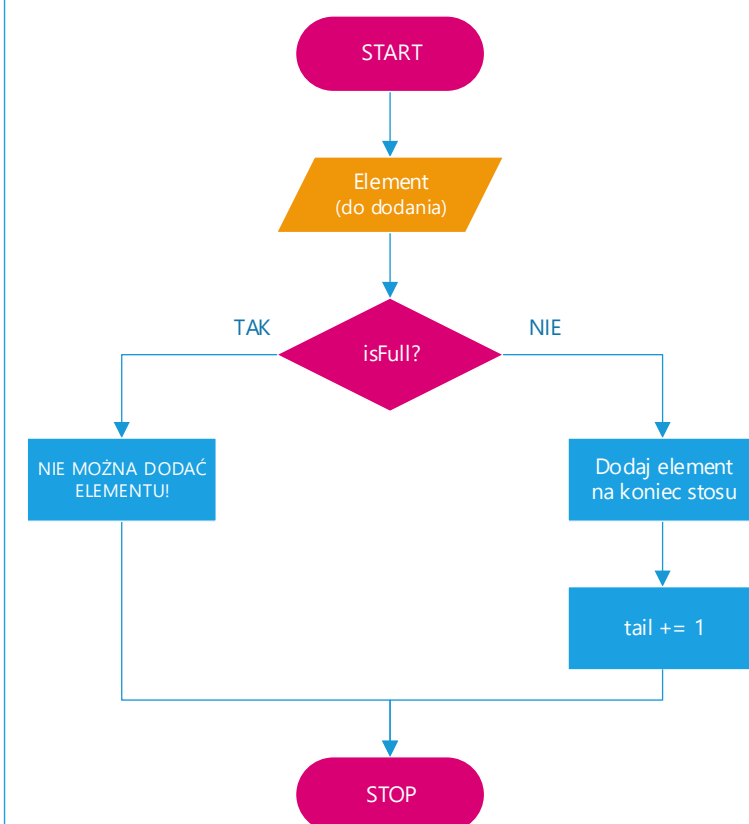 START
Element
(do dodania)
TAK
NIE
isFull?
NIE MOŻNA DODAĆ
ELEMENTU!
Dodaj element
na koniec stosu
tail += 1
STOP